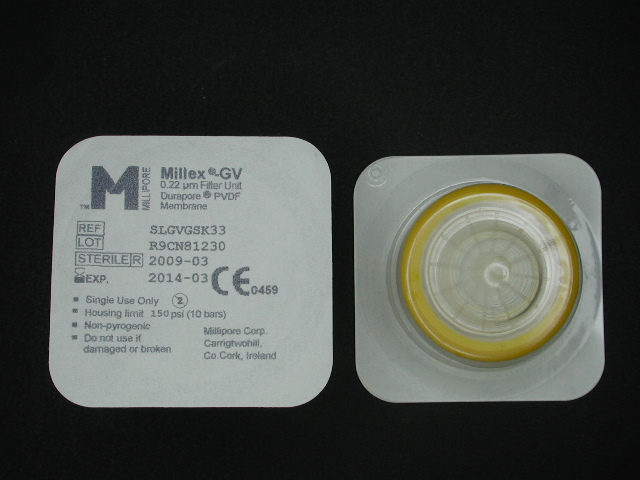 M MILLIPORE
™
Millex®-GV
0.22 µm Filter Unit
Durapore® PVDF
Membrane
REF SLGVGSK33
LOT R9CN81230
STERILE R 2009-03
EXP. 2014-03
CE 0459
Single Use Only 2
Housing limit 150 psi (10 bars)
Non-pyrogenic
Do not use if
damaged or broken
Millipore Corp.
Carrigtwohill,
Co.Cork, Ireland